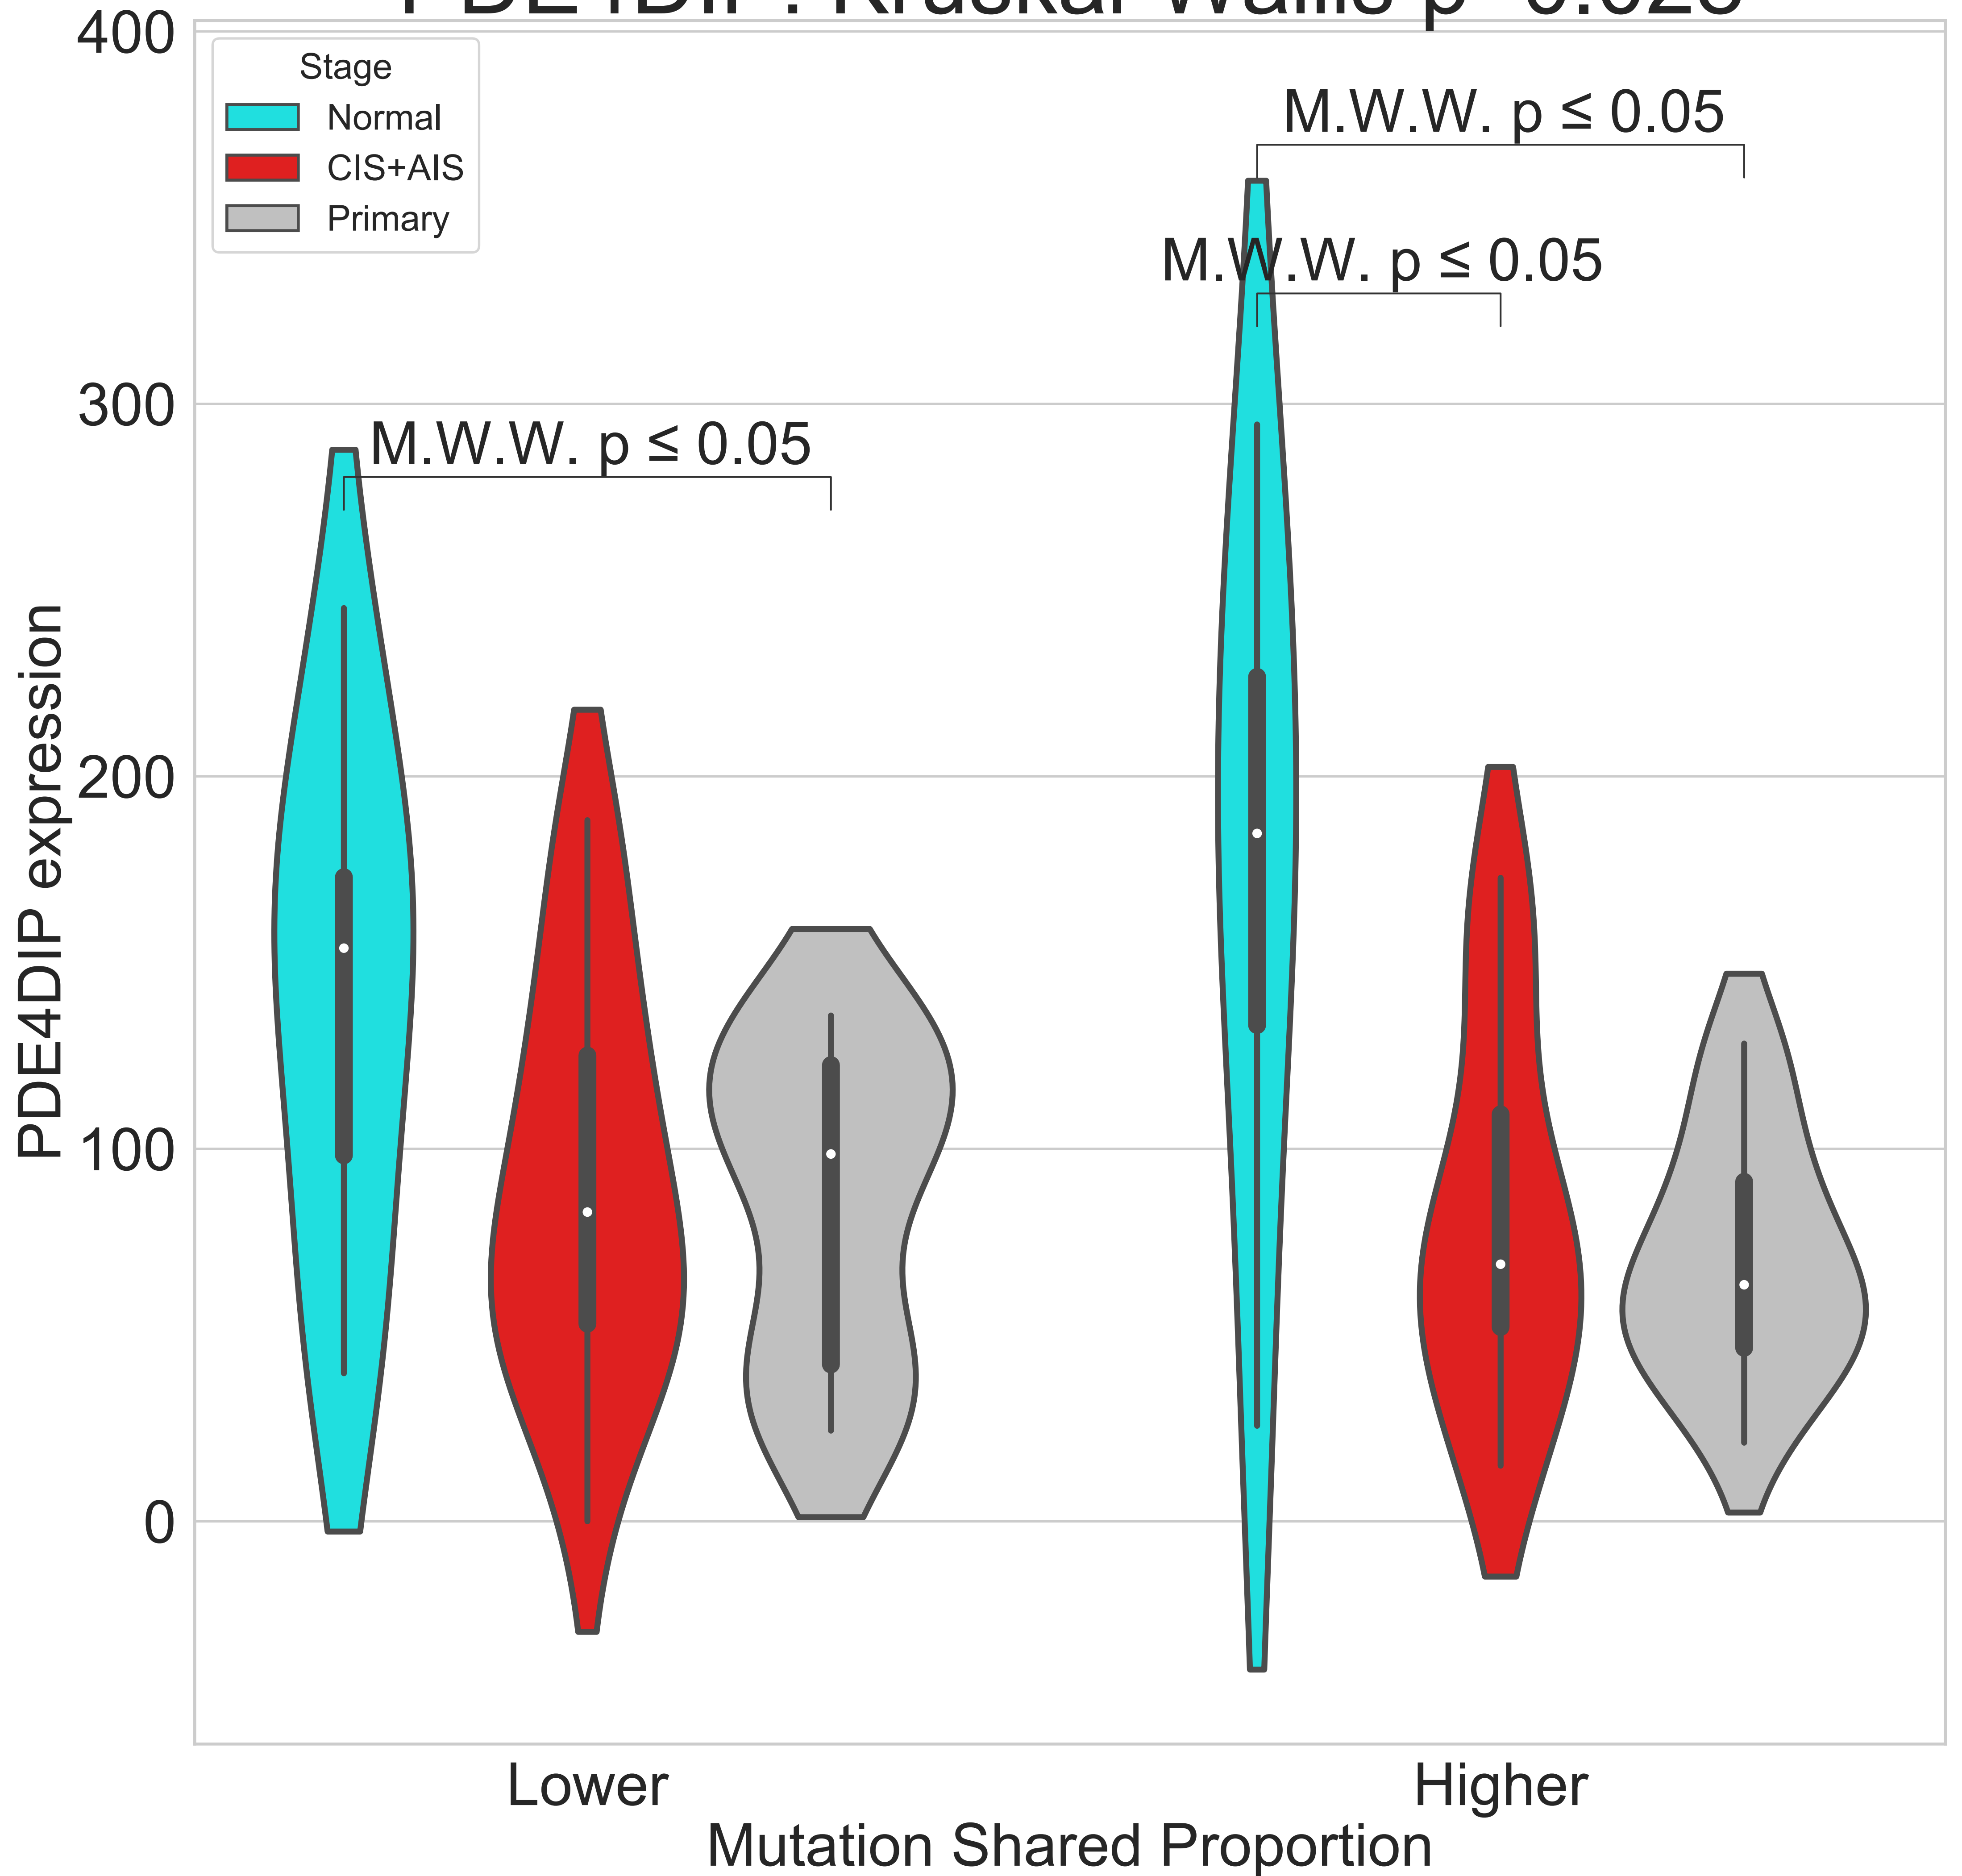 400
Stage
Normal
CIS+AIS
Primary
M.W.W. p ≤ 0.05
M.W.W. p ≤ 0.05
300
M.W.W. p ≤ 0.05
200
100
0
PDE4DIP expression
Lower
Higher
Mutation Shared Proportion